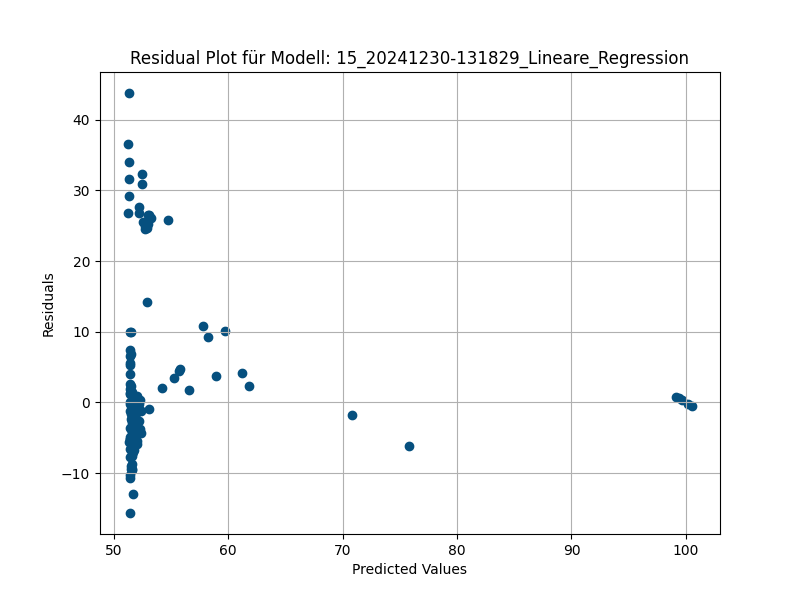 Residual Plot für Modell: 15_20241230-131829_Lineare_Regression
40
30
20
10
0
−10
Residuals
50 60 70 80 90 100
Predicted Values